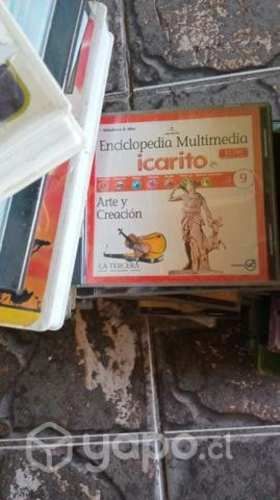 Enciclopedia Multimedia
icarito
9
Arte y
Creación
LA TERCERA
yapo.cl